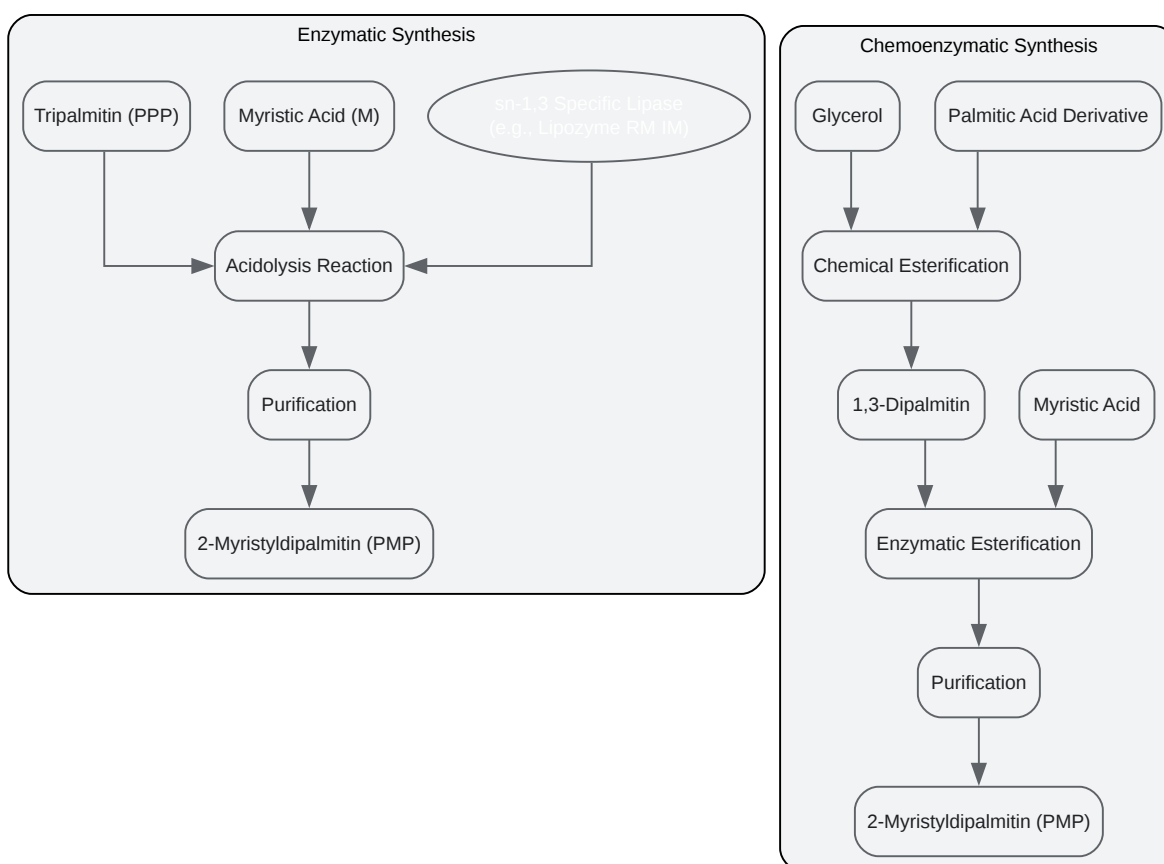 Enzymatic Synthesis
Tripalmitin (PPP)
Myristic Acid (M)
sn-1,3 Specific Lipase
(e.g., Lipozyme RM IM)
Acidolysis Reaction
Purification
2-Myristyldipalmitin (PMP)
Chemoenzymatic Synthesis
Glycerol
Palmitic Acid Derivative
Chemical Esterification
1,3-Dipalmitin
Myristic Acid
Enzymatic Esterification
Purification
2-Myristyldipalmitin (PMP)